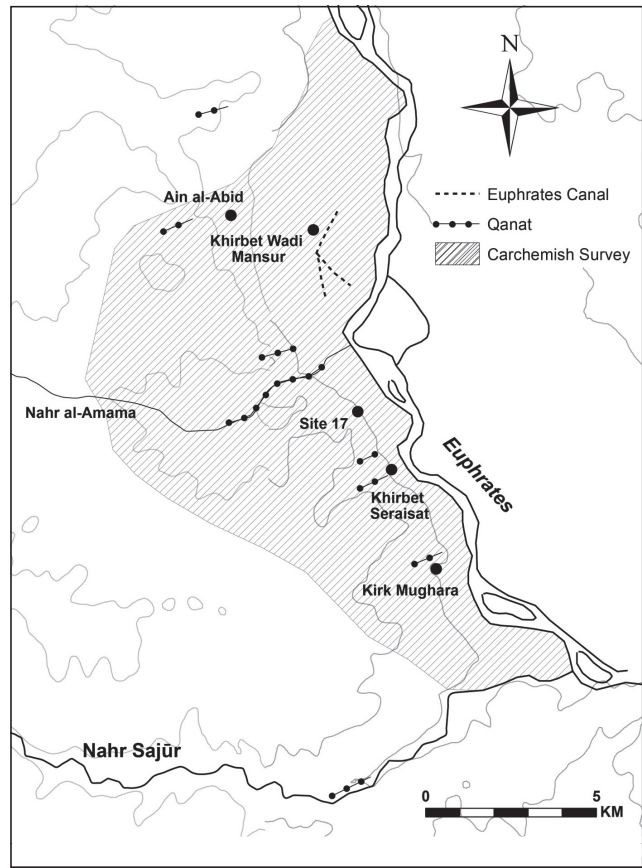 N
Euphrates Canal
Qanat
Carchemish Survey
Ain al-Abid
Khirbet Wadi
Mansur
Nahr al-Amama
Site 17
Euphrates
Khirbet
Seraisat
Kirk Mughara
Nahr Sajūr
0 5
KM